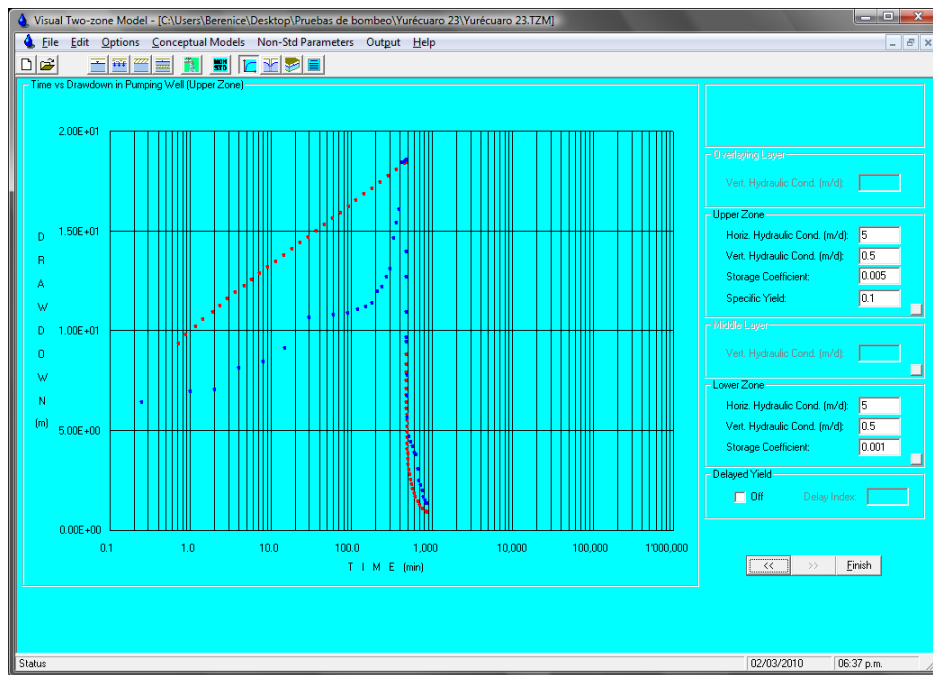 Visual Two-zone Model - [C:\Users\Berenice\Desktop\Pruebas de bombeo\Yurécuaro 23\Yurécuaro 23.TZM]
File Edit Options Conceptual Models Non-Std Parameters Output Help
NON STD
Time vs Drawdown in Pumping Well (Upper Zone)
2.00E+01
1.50E+01
1.00E+01
5.00E+00
0.00E+00
D R A W D O W N (m)
0.1 1.0 10.0 100.0 1,000 10,000 100,000 1'000,000
T I M E (min)
Overlaying Layer
Vert. Hydraulic Cond. (m/d):
Upper Zone
Horiz. Hydraulic Cond. (m/d): 5
Vert. Hydraulic Cond. (m/d): 0.5
Storage Coefficient: 0.005
Specific Yield: 0.1
Middle Layer
Vert. Hydraulic Cond. (m/d):
Lower Zone
Horiz. Hydraulic Cond. (m/d): 5
Vert. Hydraulic Cond. (m/d): 0.5
Storage Coefficient: 0.001
Delayed Yield
Off Delay Index:
<< >> Finish
Status 02/03/2010 06:37 p.m.